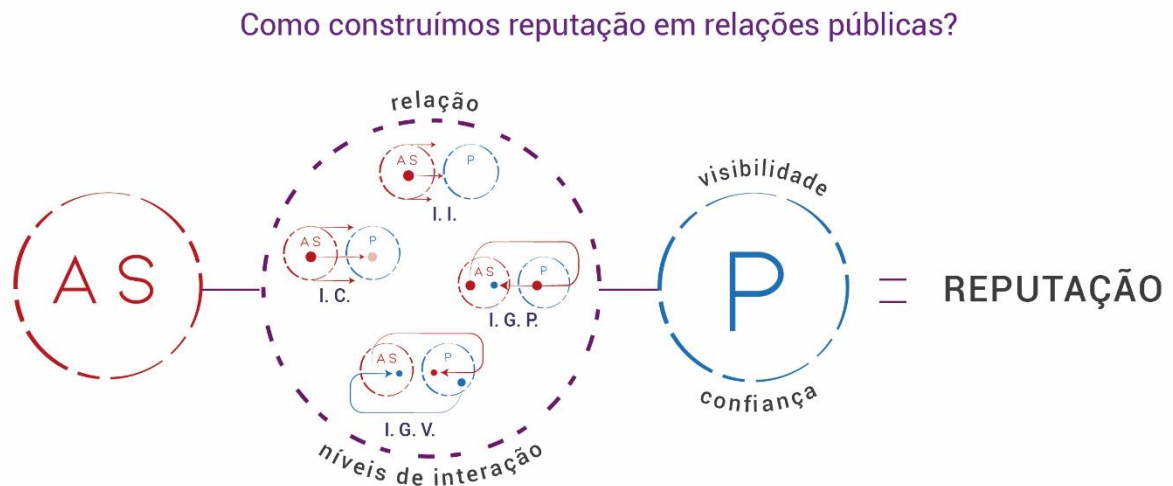 Como construímos reputação em relações públicas?
relação
AS P
I. I.
AS P
I. C.
AS P
I. G. P.
AS P
I. G. V.
níveis de interação
AS
visibilidade
P
confiança
= REPUTAÇÃO